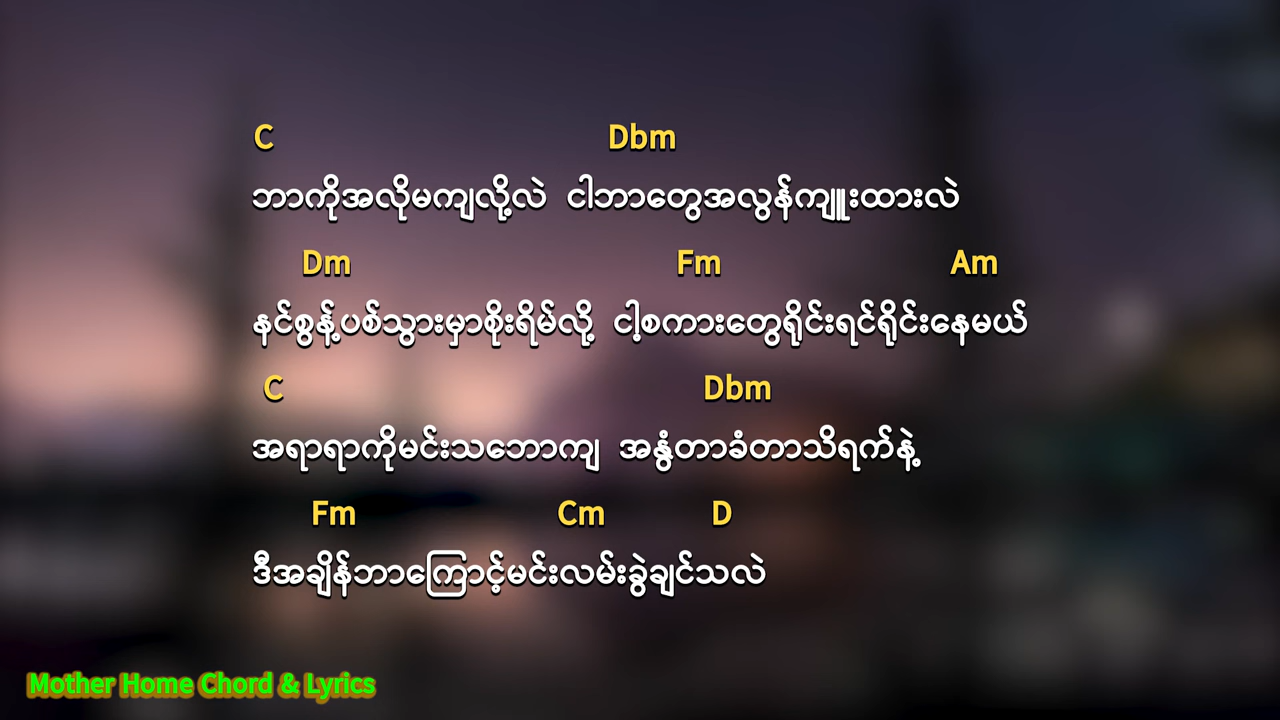 C Dbm
ဘာကိုအလိုမကျလို့လဲ ငါဘာတွေအလွန်ကျူးထားလဲ
Dm Fm Am
နင်စွန့်ပစ်သွားမှာစိုးရိမ်လို့ ငါ့စကားတွေရိုင်းရင်ရိုင်းနေမယ်
C Dbm
အရာရာကိုမင်းသဘောကျ အနွံတာခံတာသိရက်နဲ့
Fm Cm D
ဒီအချိန်ဘာကြောင့်မင်းလမ်းခွဲချင်သလဲ
Mother Home Chord & Lyrics